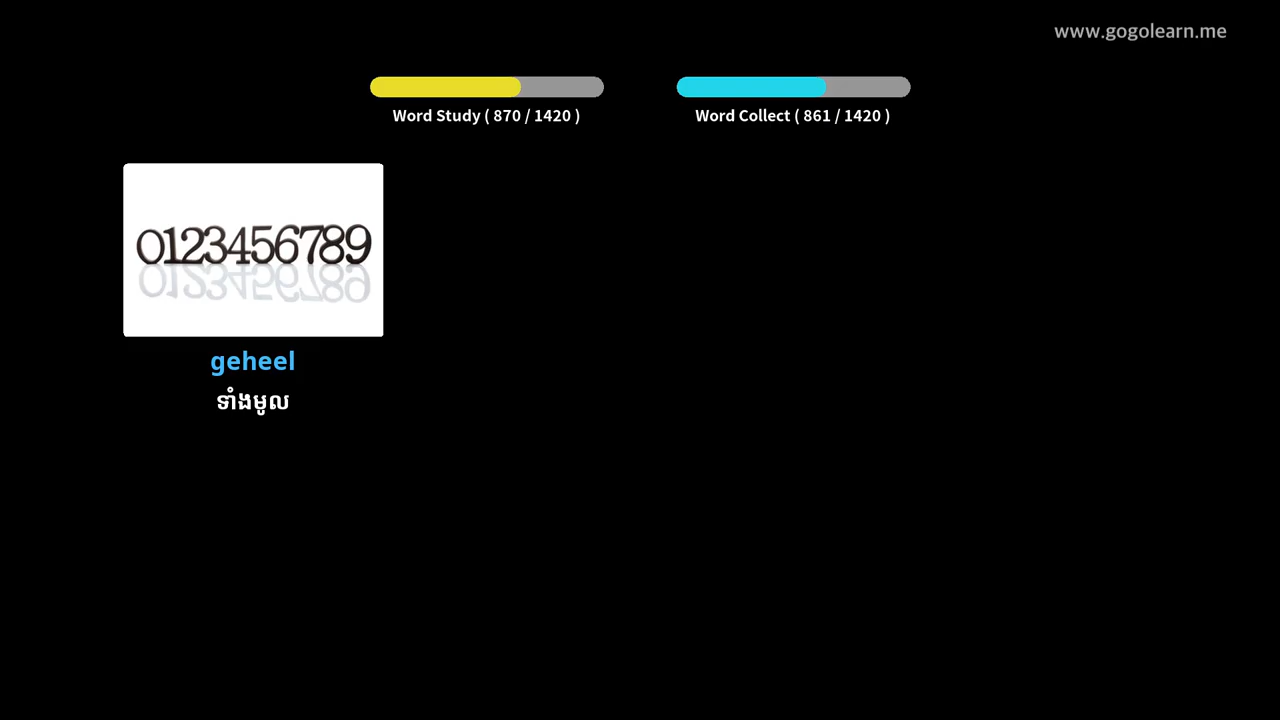 www.gogolearn.me
Word Study ( 870 / 1420 )
Word Collect ( 861 / 1420 )
0123456789
geheel
ទាំងមូល